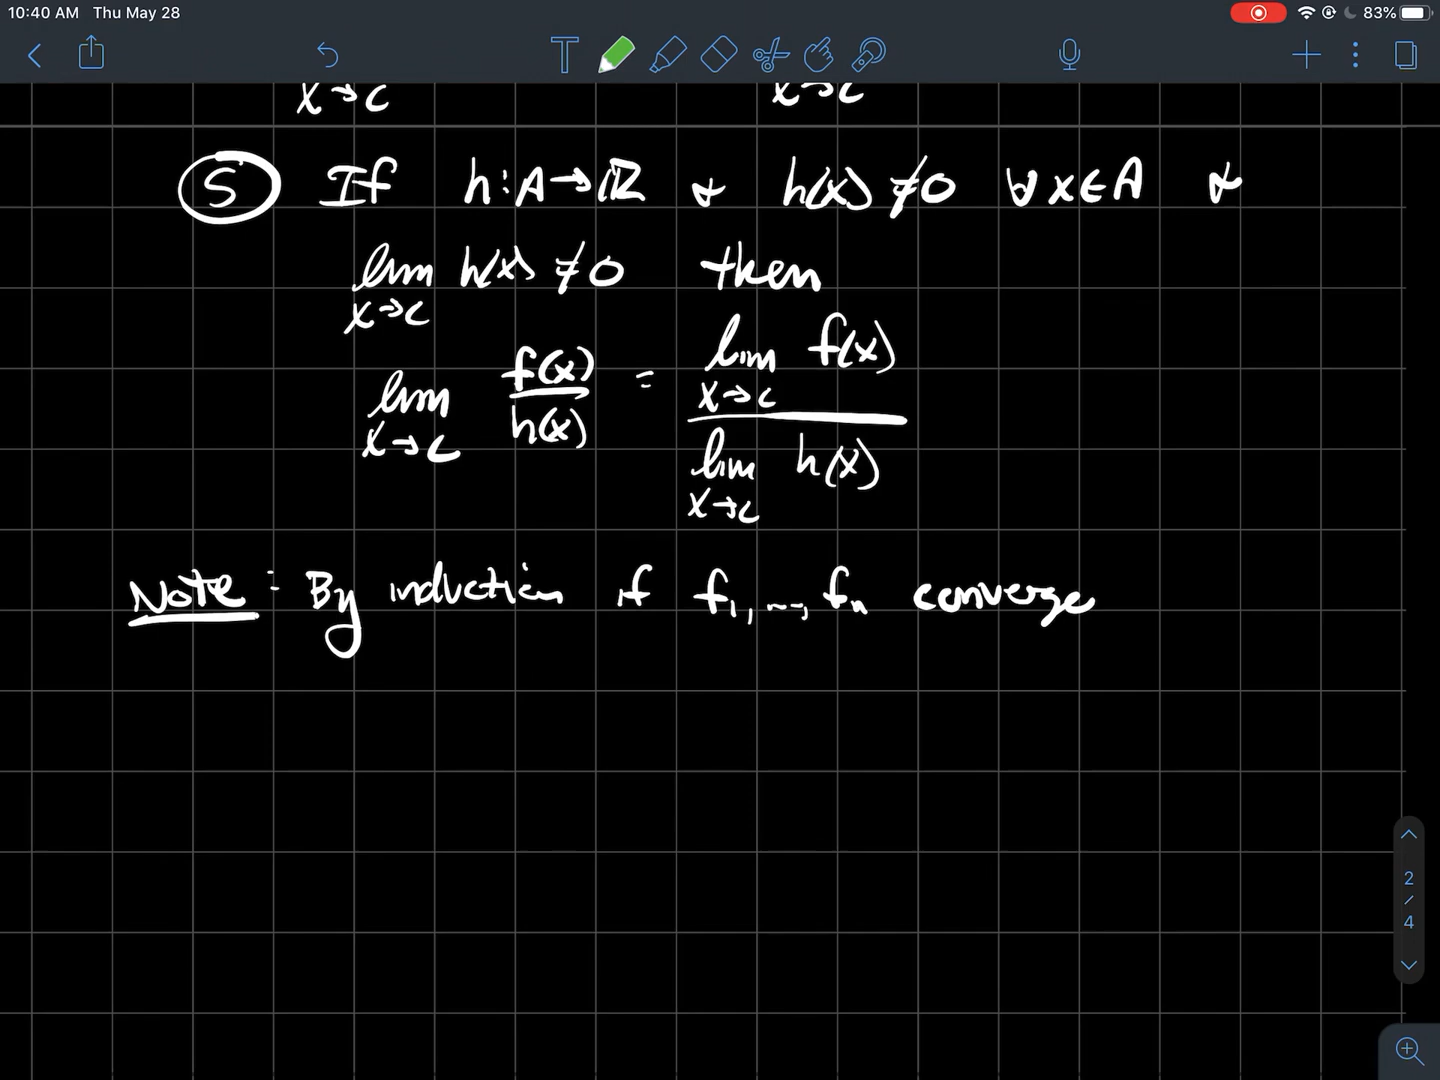 10:40 AM Thu May 28
83%
x→c x→c
⑤ If h:A→ℝ & h(x)≠0 ∀x∈A &
lim h(x)≠0 then
x→c
lim f(x)/h(x) = lim f(x)
x→c x→c
lim h(x)
x→c
Note: By induction if f₁,...,fₙ converge
2
/
4